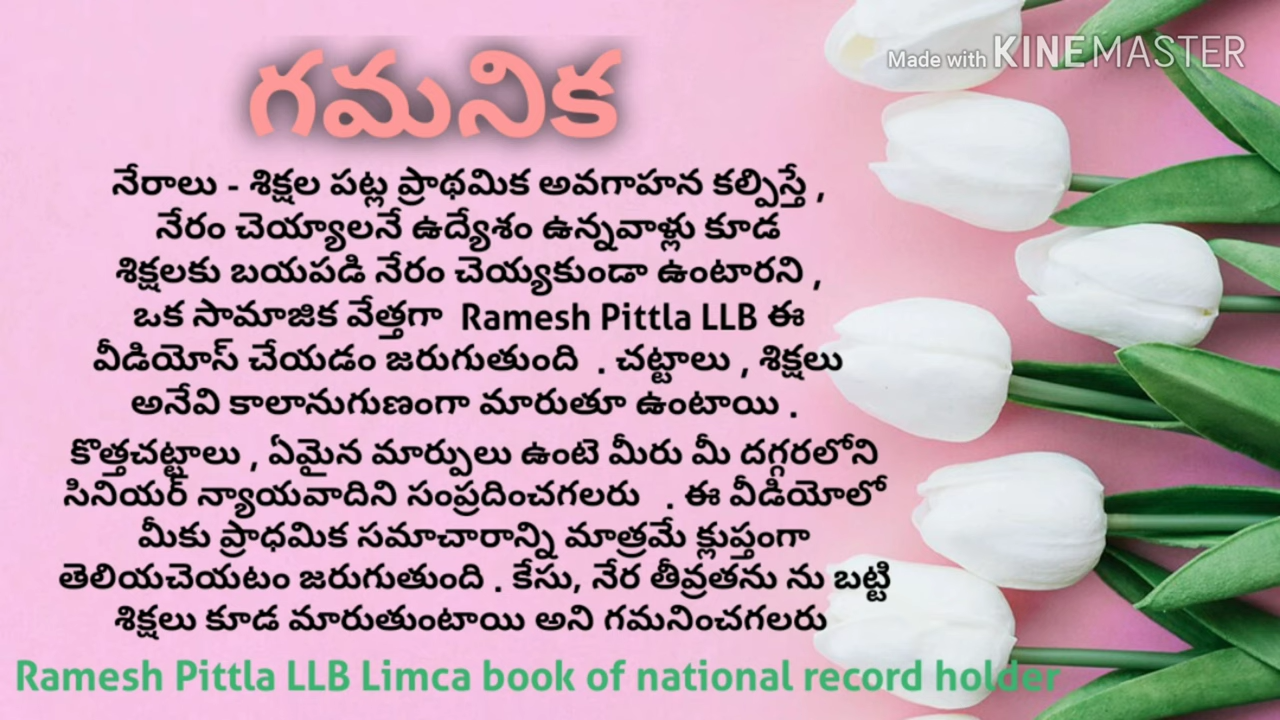 Made with KINEMASTER
గమనిక
నేరాలు - శిక్షల పట్ల ప్రాథమిక అవగాహన కల్పిస్తే ,
నేరం చెయ్యాలనే ఉద్యేశం ఉన్నవాళ్లు కూడ
శిక్షలకు బయపడి నేరం చెయ్యకుండా ఉంటారని ,
ఒక సామాజిక వేత్తగా Ramesh Pittla LLB ఈ
వీడియోస్ చేయడం జరుగుతుంది . చట్టాలు , శిక్షలు
అనేవి కాలానుగుణంగా మారుతూ ఉంటాయి .
కొత్తచట్టాలు , ఏమైన మార్పులు ఉంటె మీరు మీ దగ్గరలోని
సినియర్ న్యాయవాదిని సంప్రదించగలరు . ఈ వీడియోలో
మీకు ప్రాధమిక సమాచారాన్ని మాత్రమే క్లుప్తంగా
తెలియచెయటం జరుగుతుంది . కేసు, నేర తీవ్రతను ను బట్టి
శిక్షలు కూడ మారుతుంటాయి అని గమనించగలరు
Ramesh Pittla LLB Limca book of national record holder